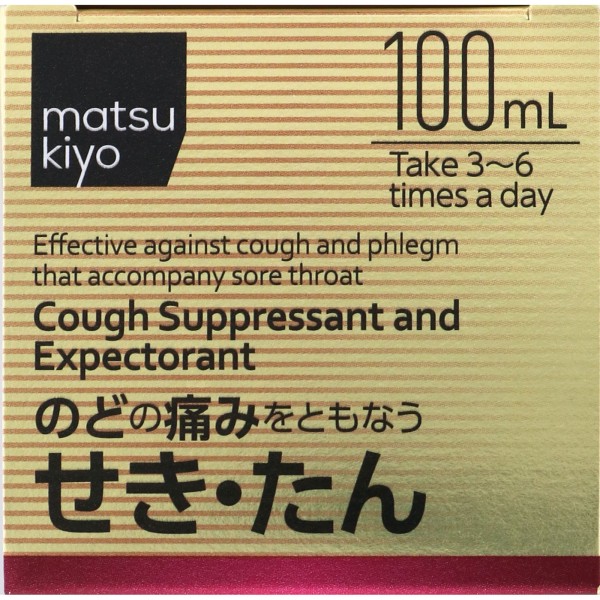 matsu
kiyo
100mL
Take 3～6
times a day
Effective against cough and phlegm
that accompany sore throat
Cough Suppressant and
Expectorant
のどの痛みをともなう
せき・たん